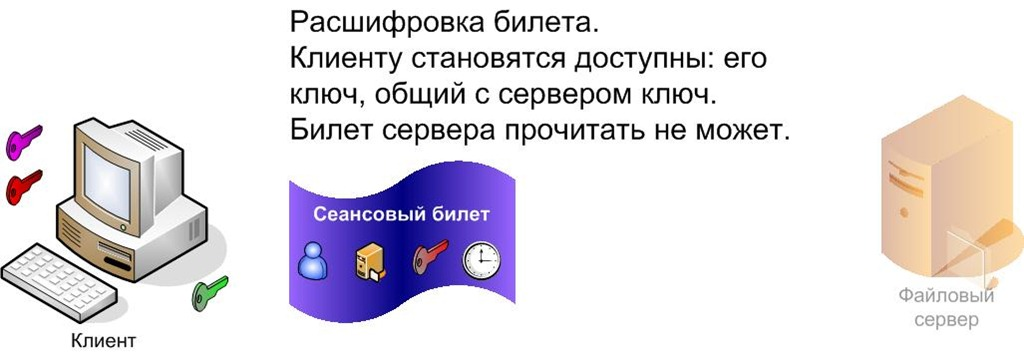 Расшифровка билета.
Клиенту становятся доступны: его
ключ, общий с сервером ключ.
Билет сервера прочитать не может.
Сеансовый билет
Клиент
Файловый
сервер